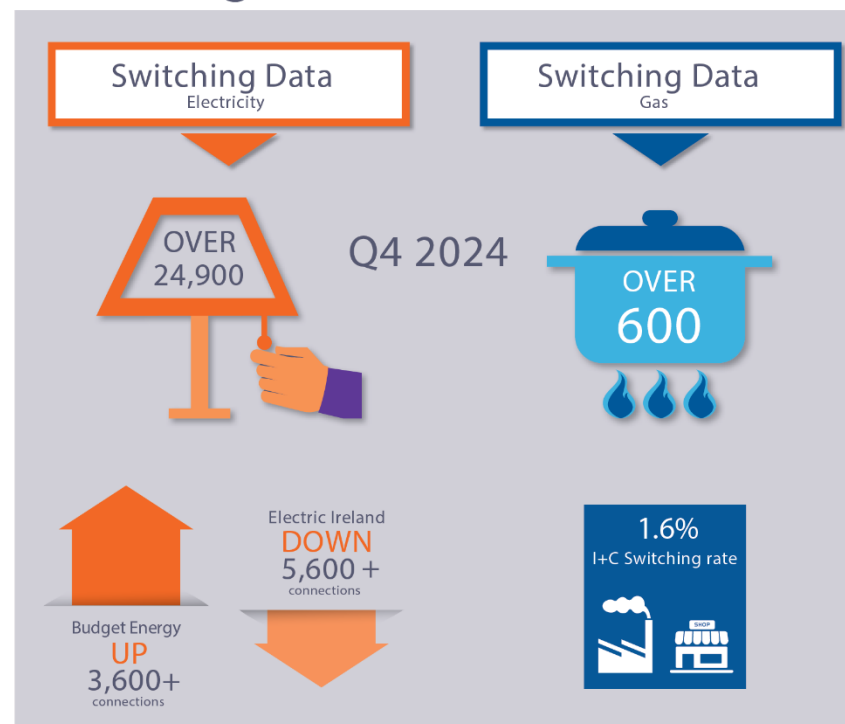 Switching Data
Electricity
Switching Data
Gas
OVER
24,900
Q4 2024
OVER
600
Budget Energy
UP
3,600+
connections
Electric Ireland
DOWN
5,600 +
connections
1.6%
I+C Switching rate
SHOP